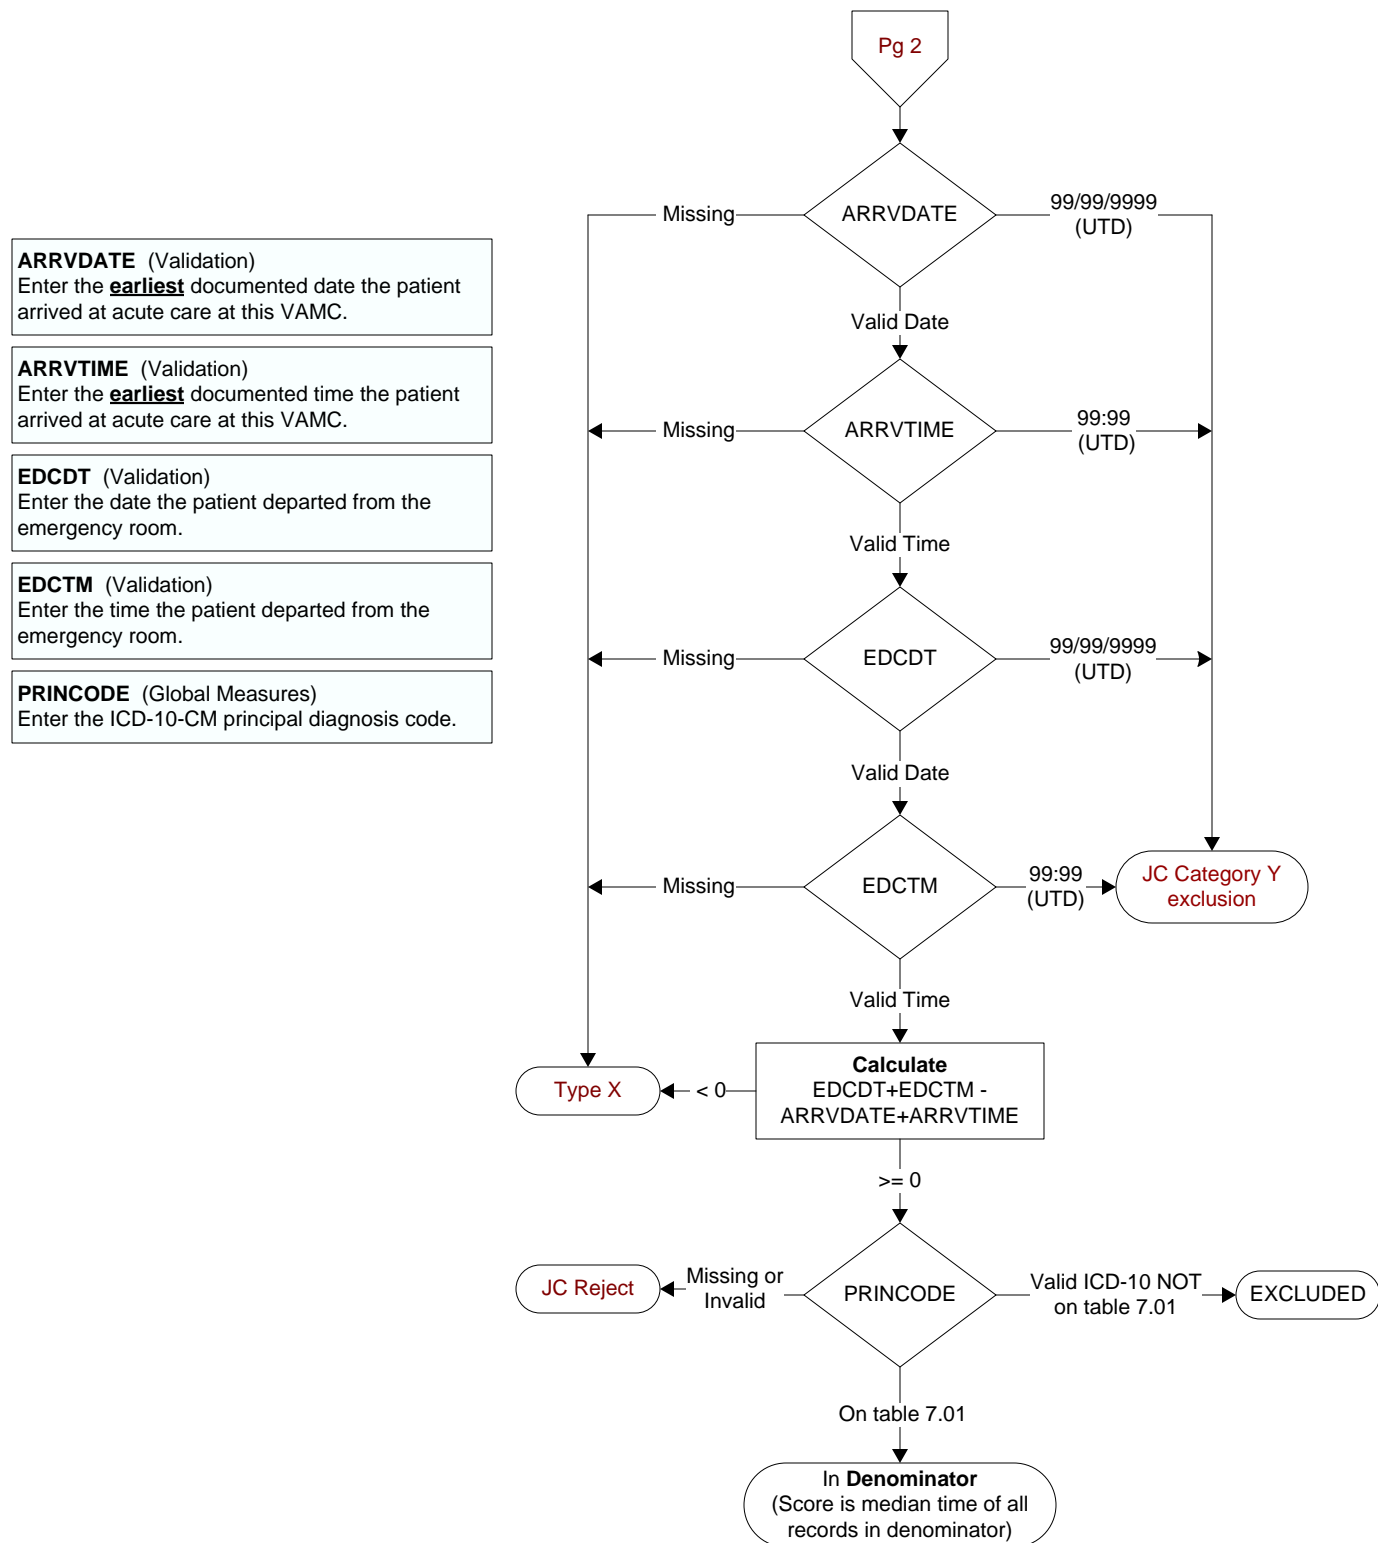 Pg 2
ARRVDATE
Missing
99/99/9999
(UTD)
Valid Date
ARRVDATE (Validation)
Enter the earliest documented date the patient
arrived at acute care at this VAMC.
ARRVTIME (Validation)
Enter the earliest documented time the patient
arrived at acute care at this VAMC.
EDCDT (Validation)
Enter the date the patient departed from the
emergency room.
EDCTM (Validation)
Enter the time the patient departed from the
emergency room.
PRINCODE (Global Measures)
Enter the ICD-10-CM principal diagnosis code.
Missing
ARRVTIME
99:99
(UTD)
Valid Time
Missing
EDCDT
99/99/9999
(UTD)
Valid Date
Missing
EDCTM
99:99
(UTD)
JC Category Y
exclusion
Valid Time
Type X
< 0
Calculate
EDCDT+EDCTM -
ARRVDATE+ARRVTIME
>= 0
JC Reject
Missing or
Invalid
PRINCODE
Valid ICD-10 NOT
on table 7.01
EXCLUDED
On table 7.01
In Denominator
(Score is median time of all
records in denominator)